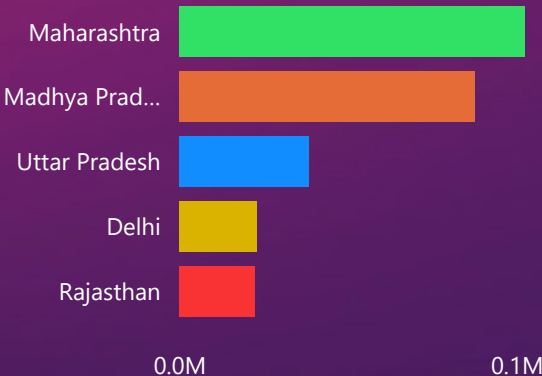 Maharashtra
Madhya Prad...
Uttar Pradesh
Delhi
Rajasthan
0.0M 0.1M